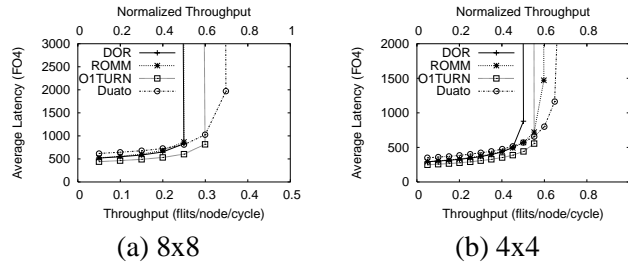 Normalized Throughput
0 0.2 0.4 0.6 0.8 1
3000
2500
2000
1500
1000
500
0
Average Latency (FO4)
DOR
ROMM
O1TURN
Duato
0 0.1 0.2 0.3 0.4 0.5
Throughput (flits/node/cycle)
(a) 8x8
Normalized Throughput
0 0.2 0.4 0.6 0.8
2000
1500
1000
500
0
Average Latency (FO4)
DOR
ROMM
O1TURN
Duato
0 0.2 0.4 0.6 0.8
Throughput (flits/node/cycle)
(b) 4x4